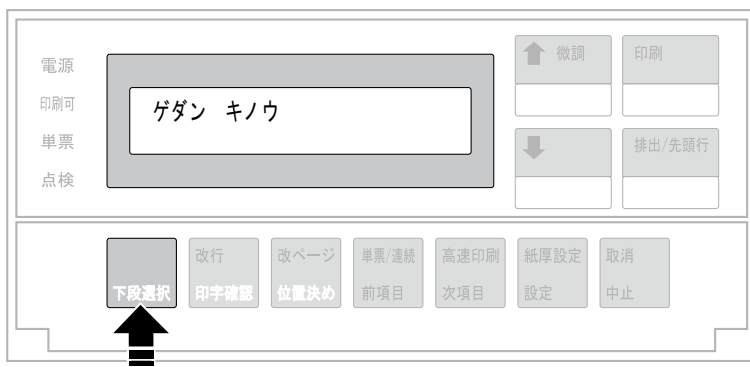 電源
印刷可
単票
点検
ゲダン キノウ
微調
印刷
排出/先頭行
下段選択
改行
印字確認
改ページ
位置決め
単票/連続
前項目
高速印刷
次項目
紙厚設定
設定
取消
中止